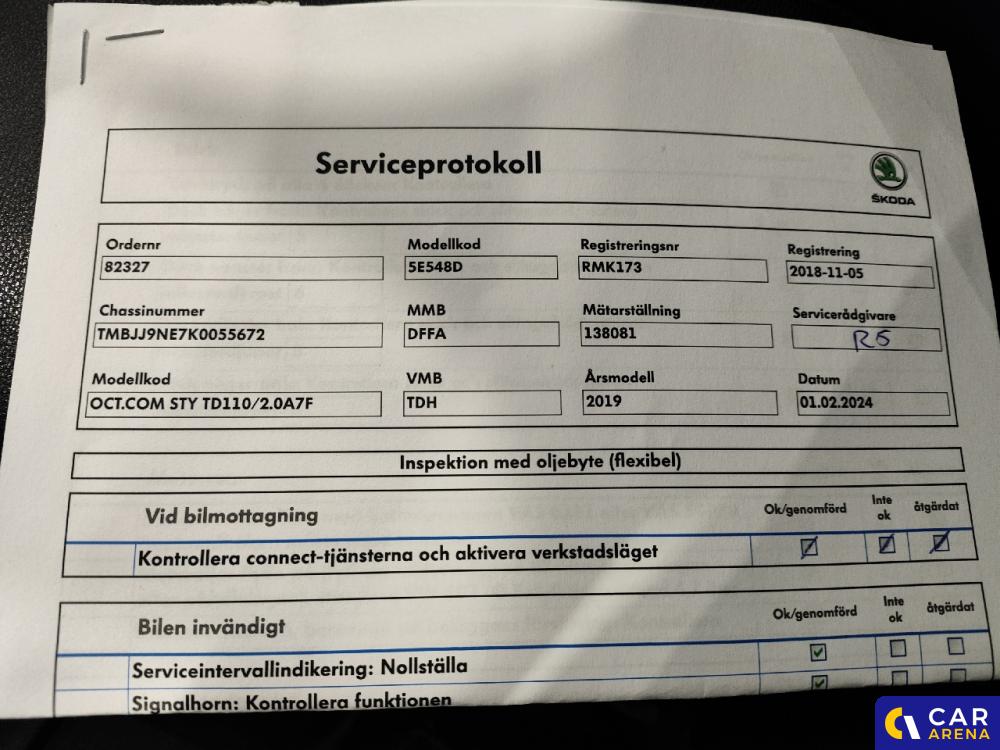 Serviceprotokoll
ŠKODA
Ordernr Modellkod Registreringsnr Registrering
82327 5E548D RMK173 2018-11-05
Chassinummer MMB Mätarställning Servicerådgivare
TMBJJ9NE7K0055672 DFFA 138081 RG
Modellkod VMB Årsmodell Datum
OCT.COM STY TD110/2.0A7F TDH 2019 01.02.2024
Inspektion med oljebyte (flexibel)
Vid bilmottagning Ok/genomförd Inte ok åtgärdat
Kontrollera connect-tjänsterna och aktivera verkstadsläget
Bilen invändigt Ok/genomförd Inte ok åtgärdat
Serviceintervallindikering: Nollställa
Signalhorn: Kontrollera funktionen
CAR
ARENA